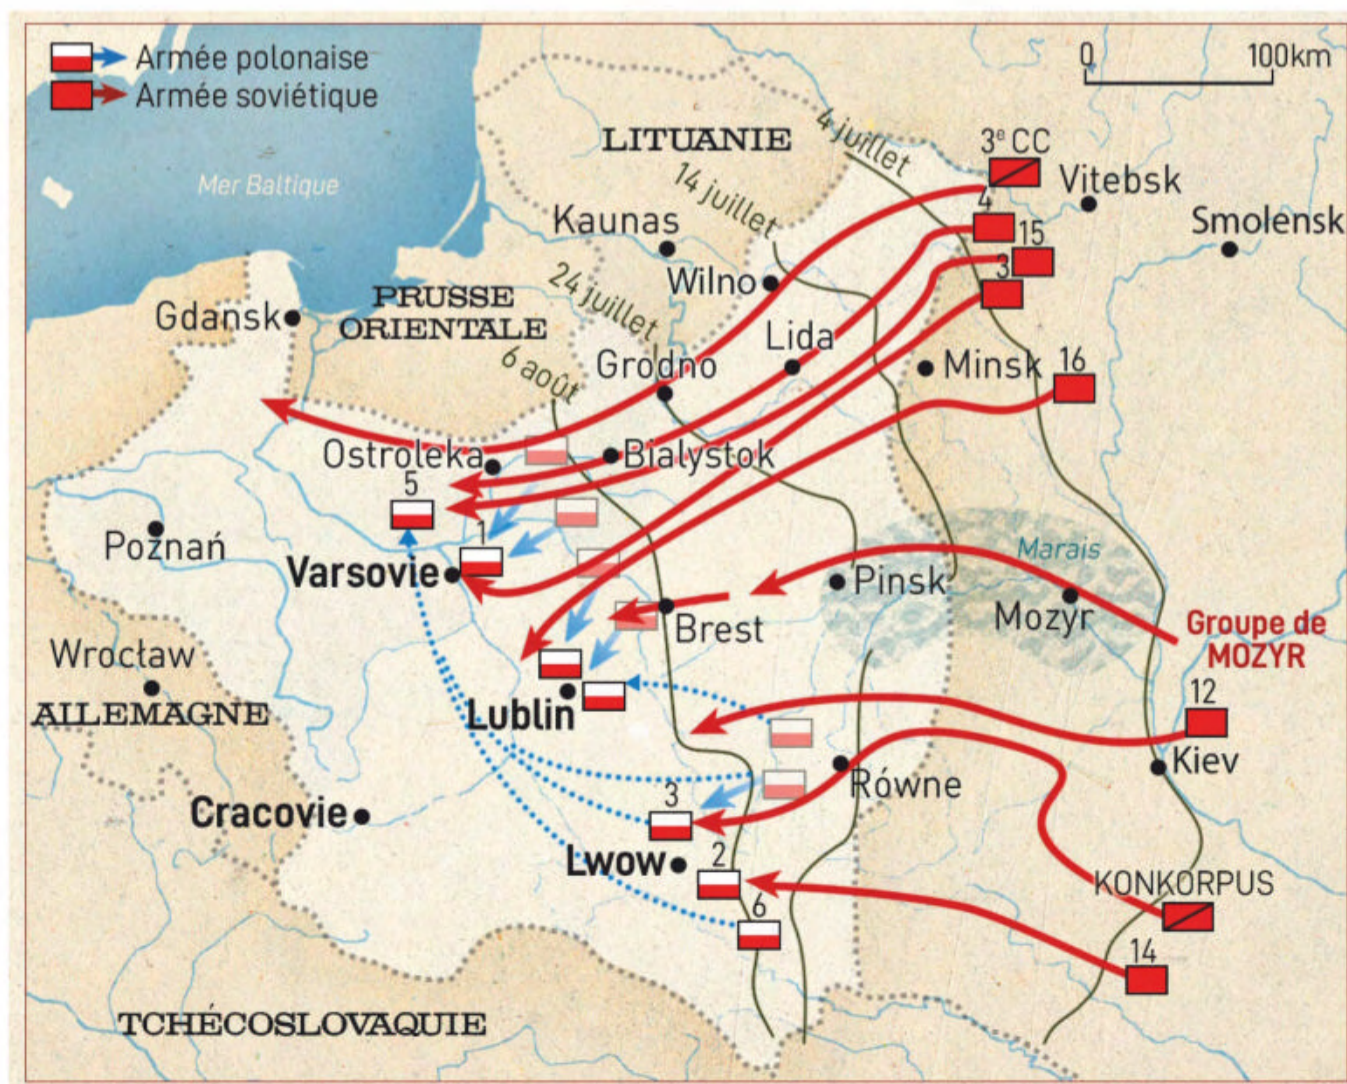 Armée polonaise
Armée soviétique
0 100km
Mer Baltique
LITUANIE
4 juillet
14 juillet
24 juillet
6 août
3ᵉ CC
Vitebsk
4
15
3
Smolensk
Kaunas
Wilno
Gdansk
PRUSSE
ORIENTALE
Lida
Grodno
Minsk
16
Ostroleka
Bialystok
5
1
Poznań
Varsovie
Marais
Pinsk
Mozyr
Brest
Groupe de
MOZYR
Wrocław
ALLEMAGNE
Lublin
12
Kiev
Równe
Cracovie
3
Lwow
2
KONKORPUS
6
14
TCHÉCOSLOVAQUIE